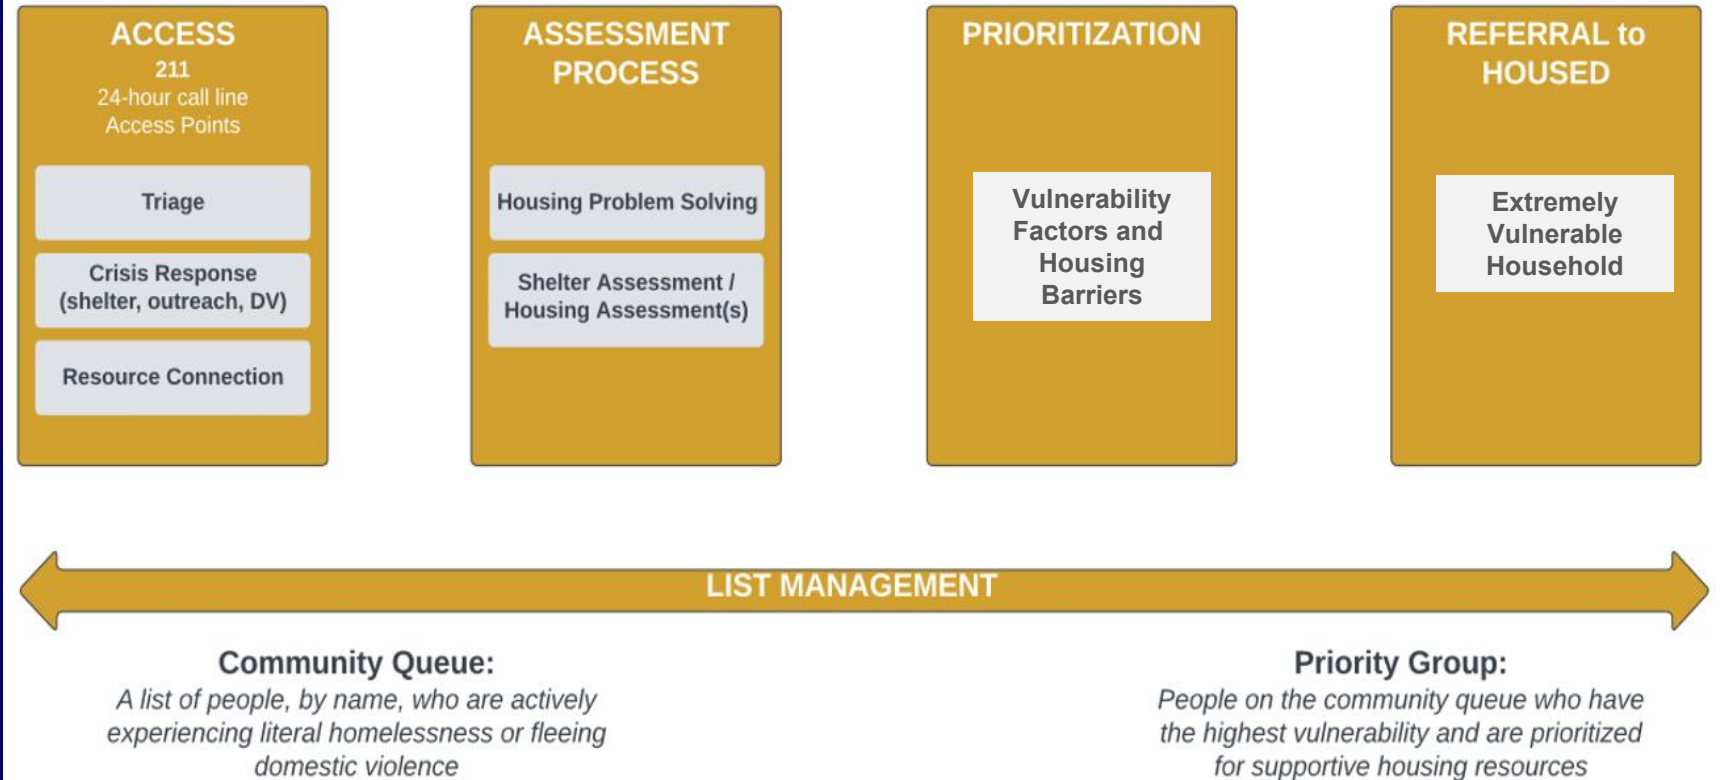 ACCESS
211
24-hour call line
Access Points
Triage
Crisis Response
(shelter, outreach, DV)
Resource Connection
ASSESSMENT
PROCESS
Housing Problem Solving
Shelter Assessment /
Housing Assessment(s)
PRIORITIZATION
Vulnerability
Factors and
Housing
Barriers
REFERRAL to
HOUSED
Extremely
Vulnerable
Household
LIST MANAGEMENT
Community Queue:
A list of people, by name, who are actively
experiencing literal homelessness or fleeing
domestic violence
Priority Group:
People on the community queue who have
the highest vulnerability and are prioritized
for supportive housing resources